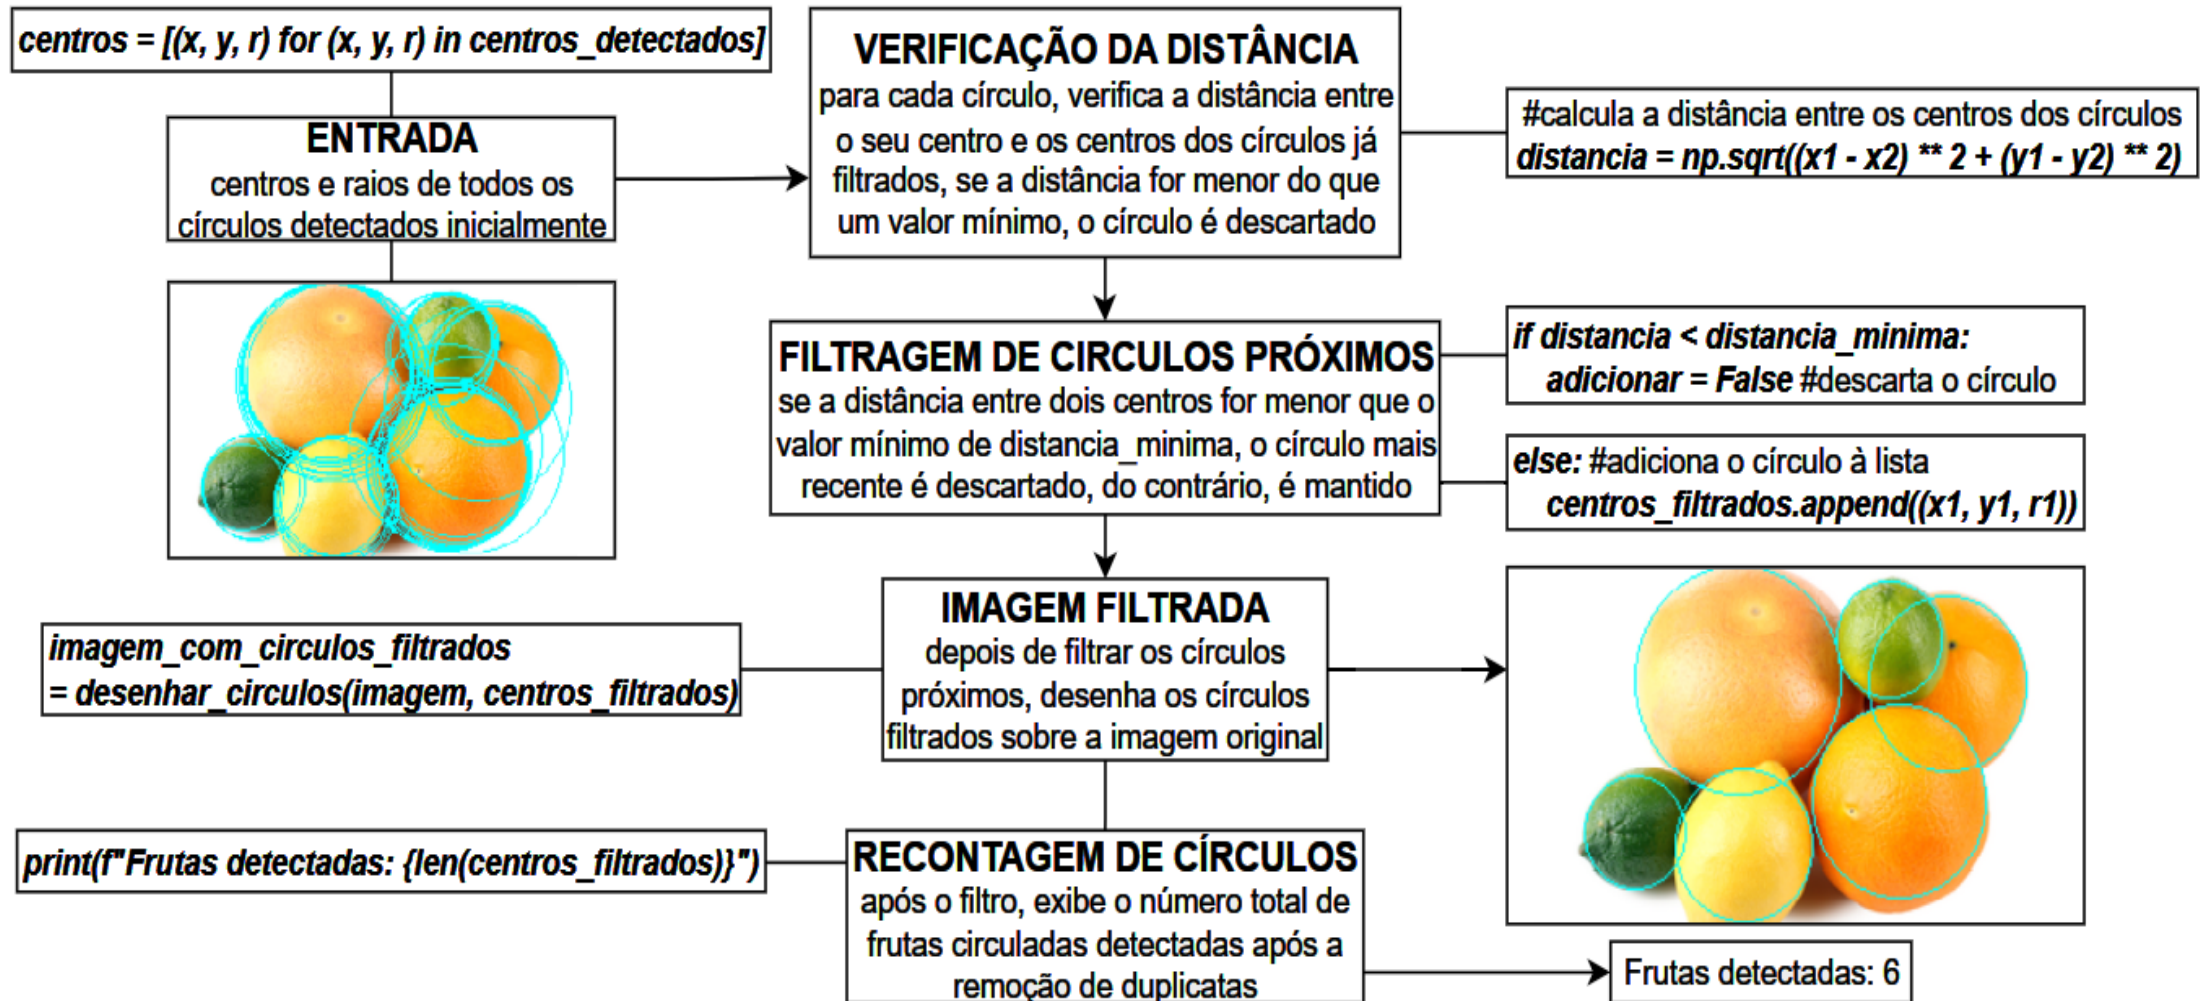 centros = [(x, y, r) for (x, y, r) in centros_detectados]
ENTRADA
centros e raios de todos os
círculos detectados inicialmente
VERIFICAÇÃO DA DISTÂNCIA
para cada círculo, verifica a distância entre
o seu centro e os centros dos círculos já
filtrados, se a distância for menor do que
um valor mínimo, o círculo é descartado
#calcula a distância entre os centros dos círculos
distancia = np.sqrt((x1 - x2) ** 2 + (y1 - y2) ** 2)
FILTRAGEM DE CIRCULOS PRÓXIMOS
se a distância entre dois centros for menor que o
valor mínimo de distancia_minima, o círculo mais
recente é descartado, do contrário, é mantido
if distancia < distancia_minima:
adicionar = False #descarta o círculo
else: #adiciona o círculo à lista
centros_filtrados.append((x1, y1, r1))
IMAGEM FILTRADA
depois de filtrar os círculos
próximos, desenha os círculos
filtrados sobre a imagem original
imagem_com_circulos_filtrados
= desenhar_circulos(imagem, centros_filtrados)
RECONTAGEM DE CÍRCULOS
após o filtro, exibe o número total de
frutas circuladas detectadas após a
remoção de duplicatas
print(f"Frutas detectadas: {len(centros_filtrados)}")
Frutas detectadas: 6